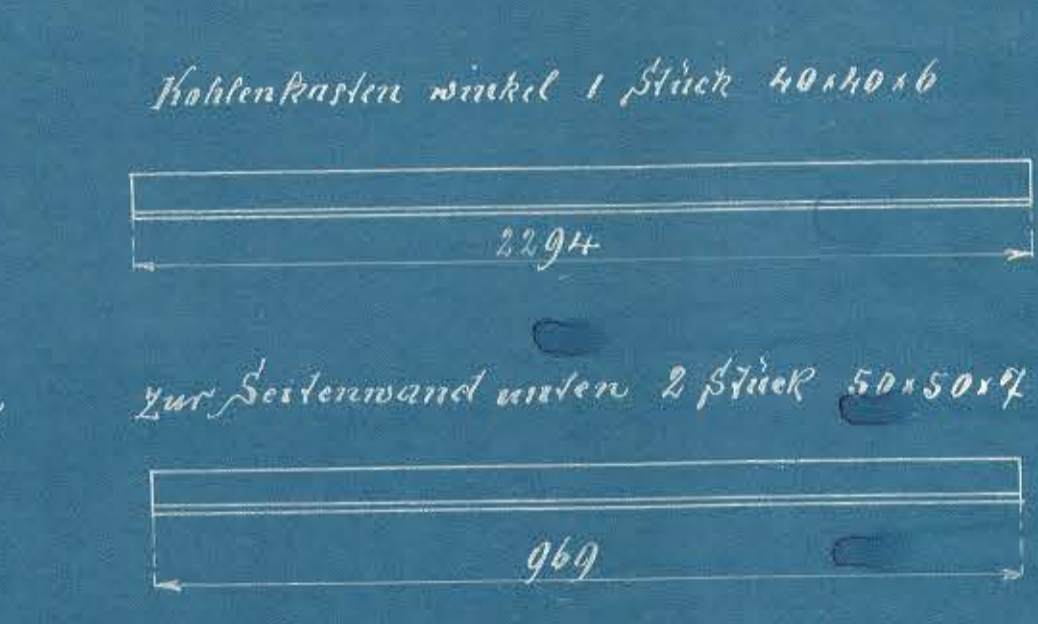 Kohlenkasten winkel 1 Stück 40x40x6
2294
zur Seitenwand unten 2 Stück 50x50x7
969